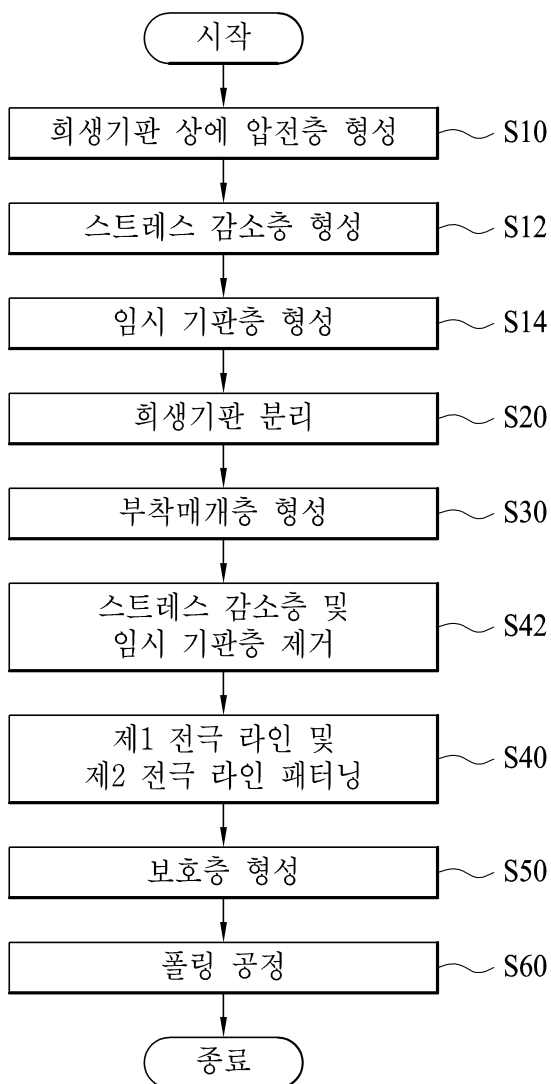 시작
희생기판 상에 압전층 형성
S10
스트레스 감소층 형성
S12
임시 기판층 형성
S14
희생기판 분리
S20
부착매개층 형성
S30
스트레스 감소층 및
임시 기판층 제거
S42
제1 전극 라인 및
제2 전극 라인 패터닝
S40
보호층 형성
S50
폴링 공정
S60
종료